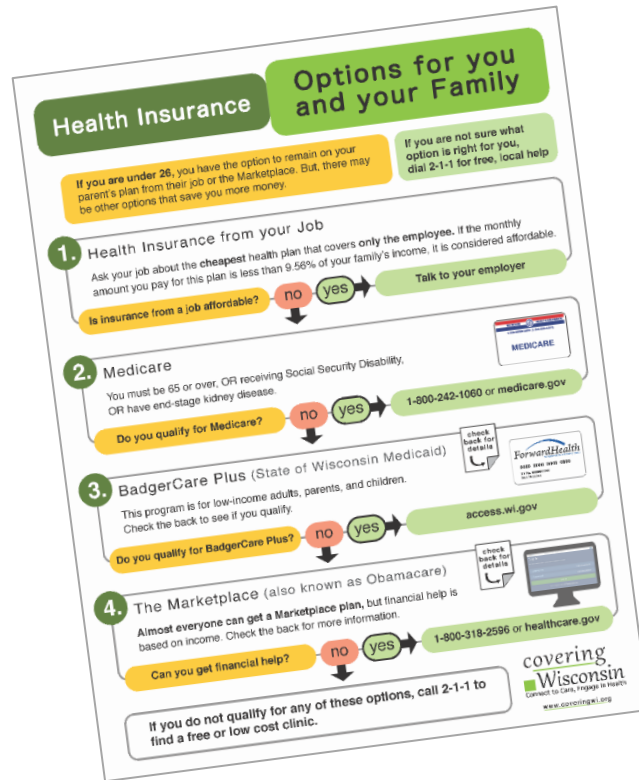 Health Insurance
Options for you
and your Family
If you are under 26, you have the option to remain on your
parent's plan from their job or the Marketplace. But, there may
be other options that save you more money.
If you are not sure what
option is right for you,
dial 2-1-1 for free, local help
1. Health Insurance from your Job
Ask your job about the cheapest health plan that covers only the employee. If the monthly
amount you pay for this plan is less than 9.56% of your family's income, it is considered affordable.
Is insurance from a job affordable?
no
yes
Talk to your employer
2. Medicare
You must be 65 or over, OR receiving Social Security Disability,
OR have end-stage kidney disease.
MEDICARE
Do you qualify for Medicare?
no
yes
1-800-242-1060 or medicare.gov
3. BadgerCare Plus (State of Wisconsin Medicaid)
This program is for low-income adults, parents, and children.
Check the back to see if you qualify.
check
back for
details
ForwardHealth
Do you qualify for BadgerCare Plus?
no
yes
access.wi.gov
4. The Marketplace (also known as Obamacare)
Almost everyone can get a Marketplace plan, but financial help is
based on income. Check the back for more information.
check
back for
details
Can you get financial help?
no
yes
1-800-318-2596 or healthcare.gov
If you do not qualify for any of these options, call 2-1-1 to
find a free or low cost clinic.
covering
Wisconsin
Connect to Care, Engage in Health
www.coveringwi.org